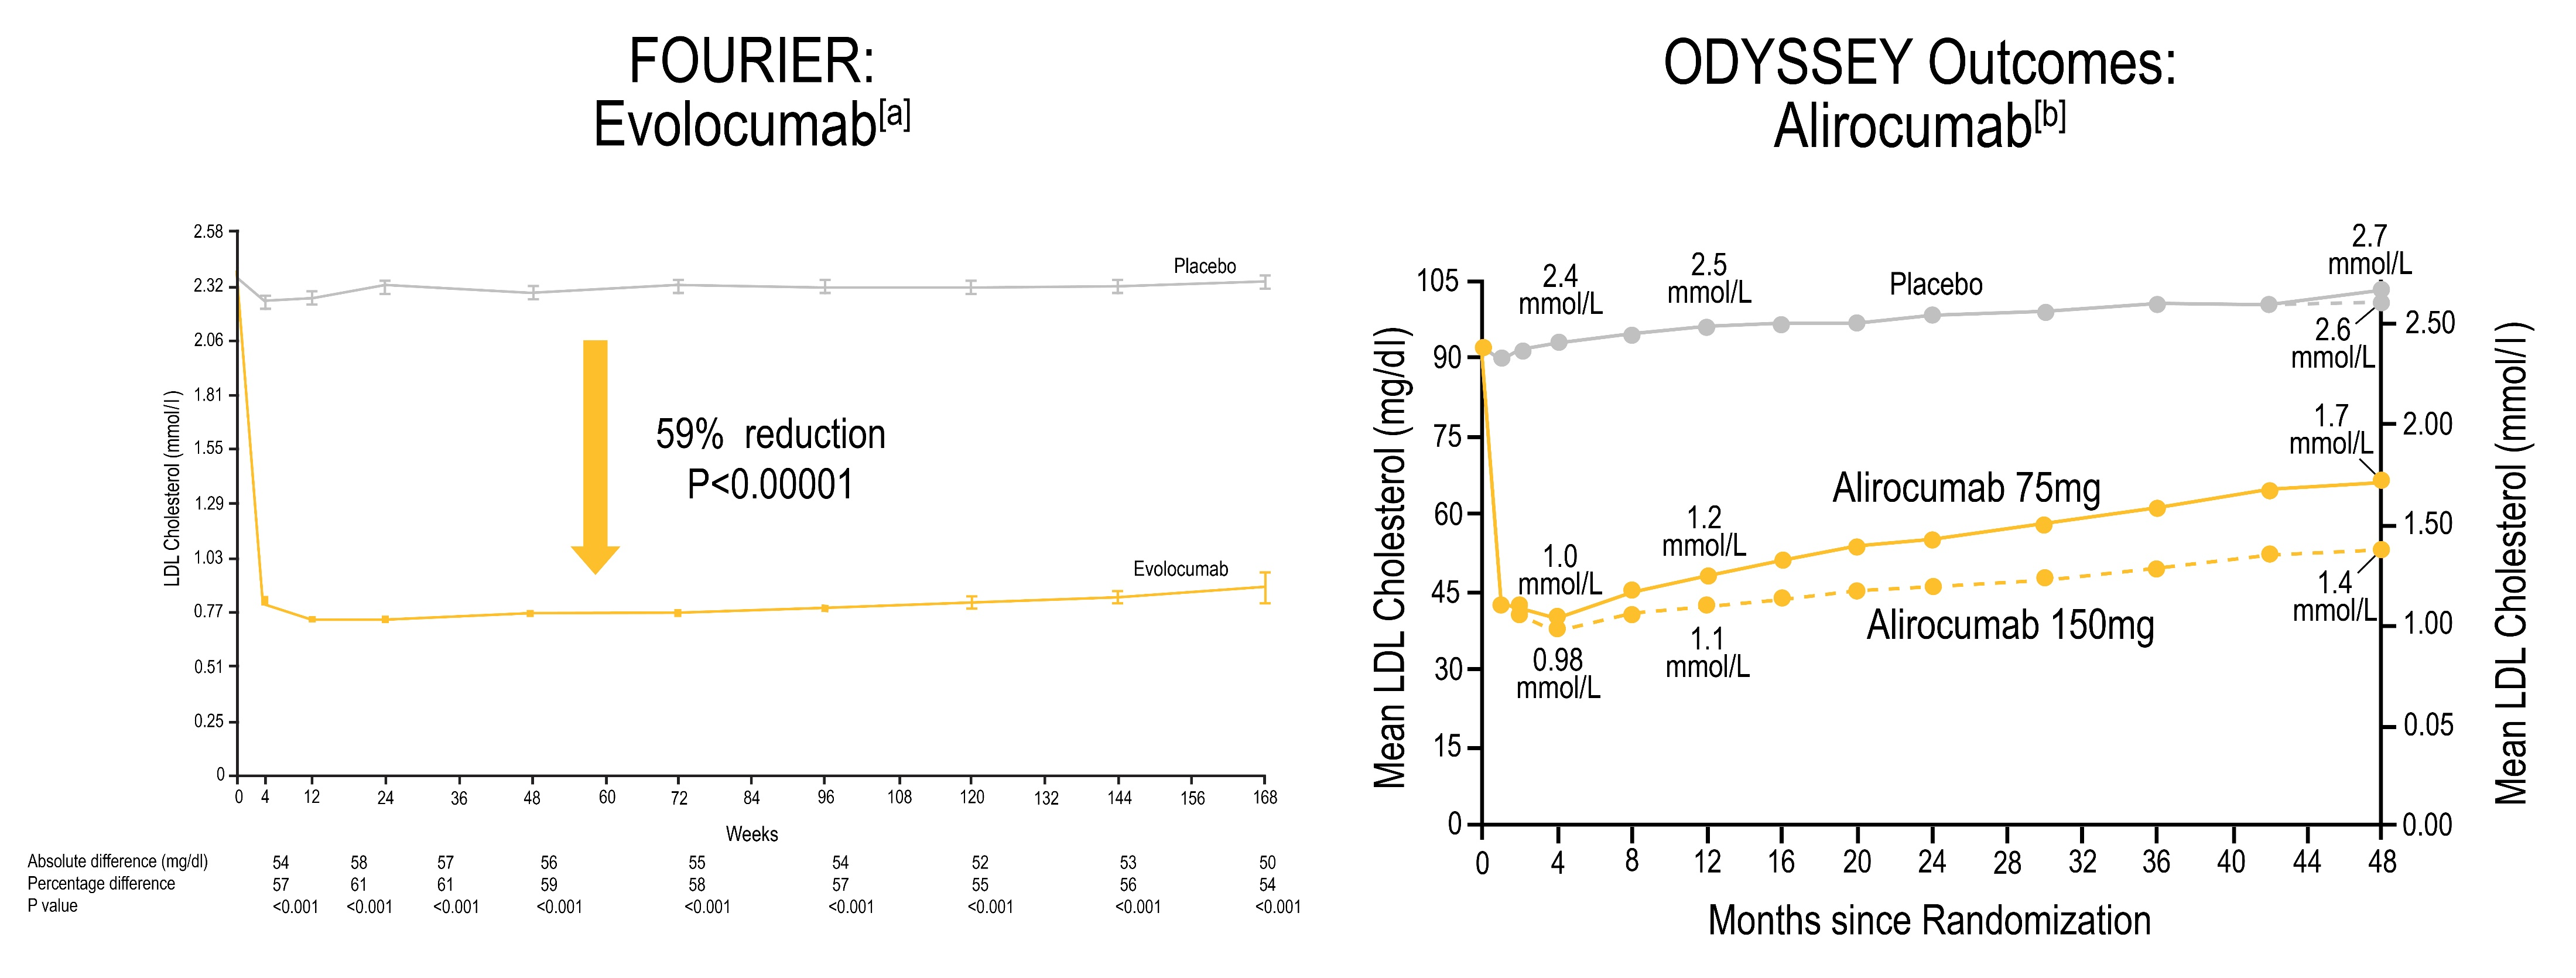 FOURIER:
Evolocumab[a]
2.58
2.32
2.06
1.81
1.55
1.29
1.03
0.77
0.51
0.25
0
LDL Cholesterol (mmol/l)
Placebo
59% reduction
P<0.00001
Evolocumab
0 4 12 24 36 48 60 72 84 96 108 120 132 144 156 168
Weeks
Absolute difference (mg/dl) 54 58 57 56 55 54 52 53 50
Percentage difference 57 61 61 59 58 57 55 56 54
P value <0.001 <0.001 <0.001 <0.001 <0.001 <0.001 <0.001 <0.001 <0.001
ODYSSEY Outcomes:
Alirocumab[b]
Mean LDL Cholesterol (mg/dl)
105
90
75
60
45
30
15
0
2.4
mmol/L
2.5
mmol/L
Placebo
2.7
mmol/L
2.6
mmol/L
1.7
mmol/L
Alirocumab 75mg
1.2
mmol/L
1.0
mmol/L
Alirocumab 150mg
1.4
mmol/L
1.1
mmol/L
0.98
mmol/L
2.50
2.00
1.50
1.00
0.05
0.00
Mean LDL Cholesterol (mmol/l)
0 4 8 12 16 20 24 28 32 36 40 44 48
Months since Randomization